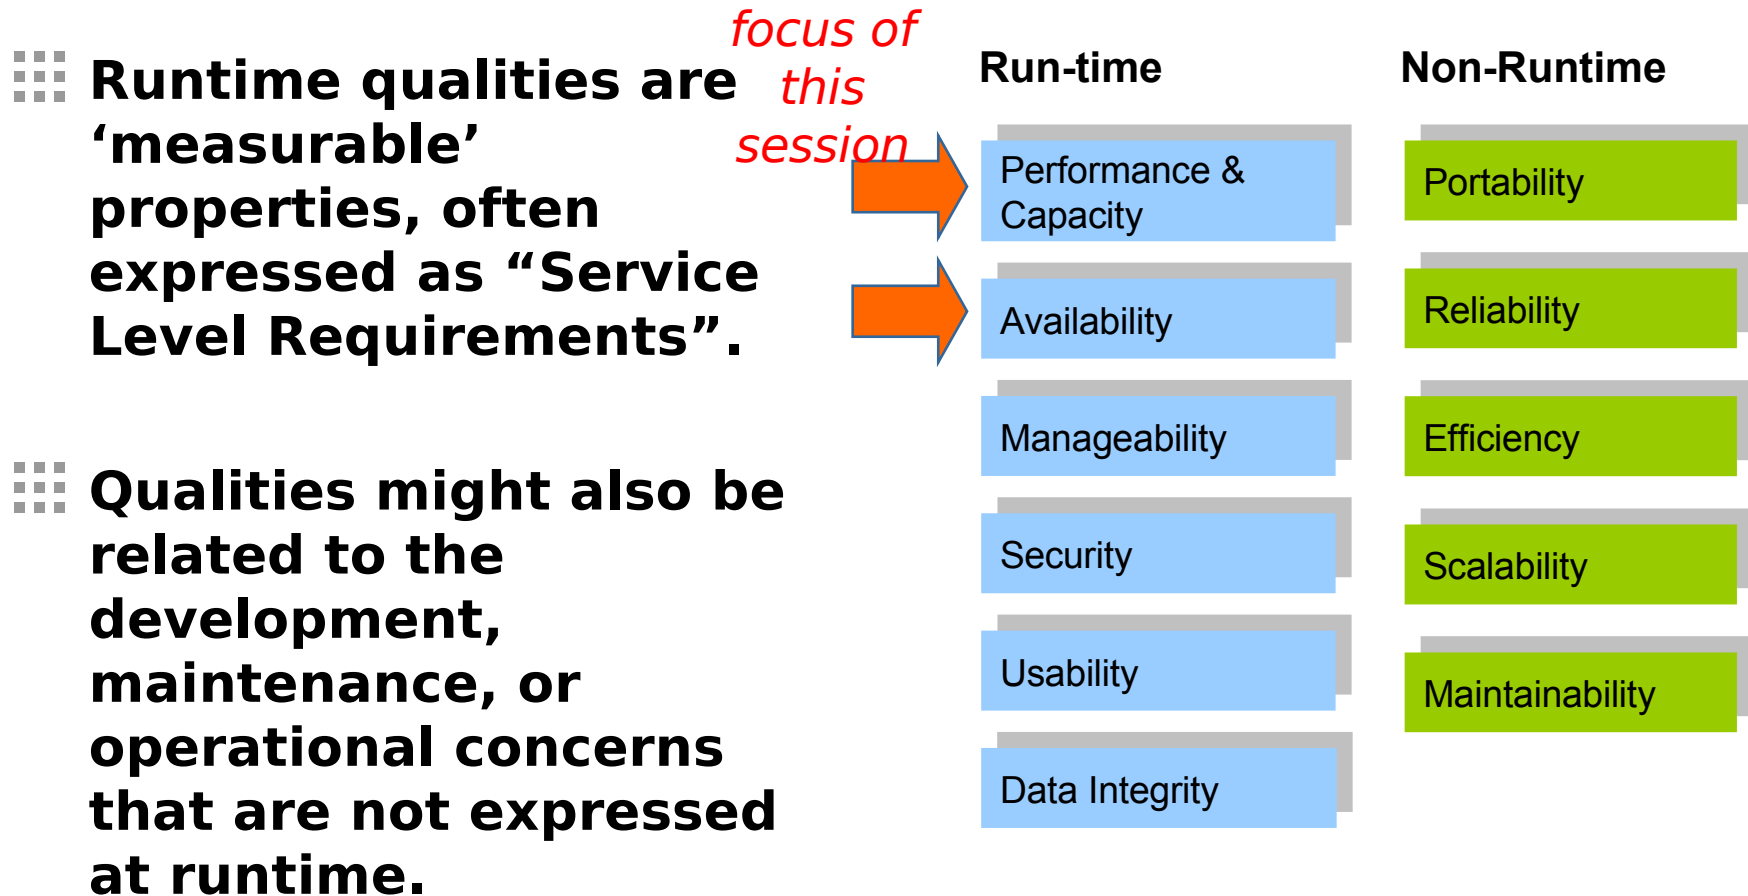 focus of
this
session
Runtime qualities are
‘measurable’
properties, often
expressed as “Service
Level Requirements”.
Qualities might also be
related to the
development,
maintenance, or
operational concerns
that are not expressed
at runtime.
Run-time
Performance &
Capacity
Availability
Manageability
Security
Usability
Data Integrity
Non-Runtime
Portability
Reliability
Efficiency
Scalability
Maintainability